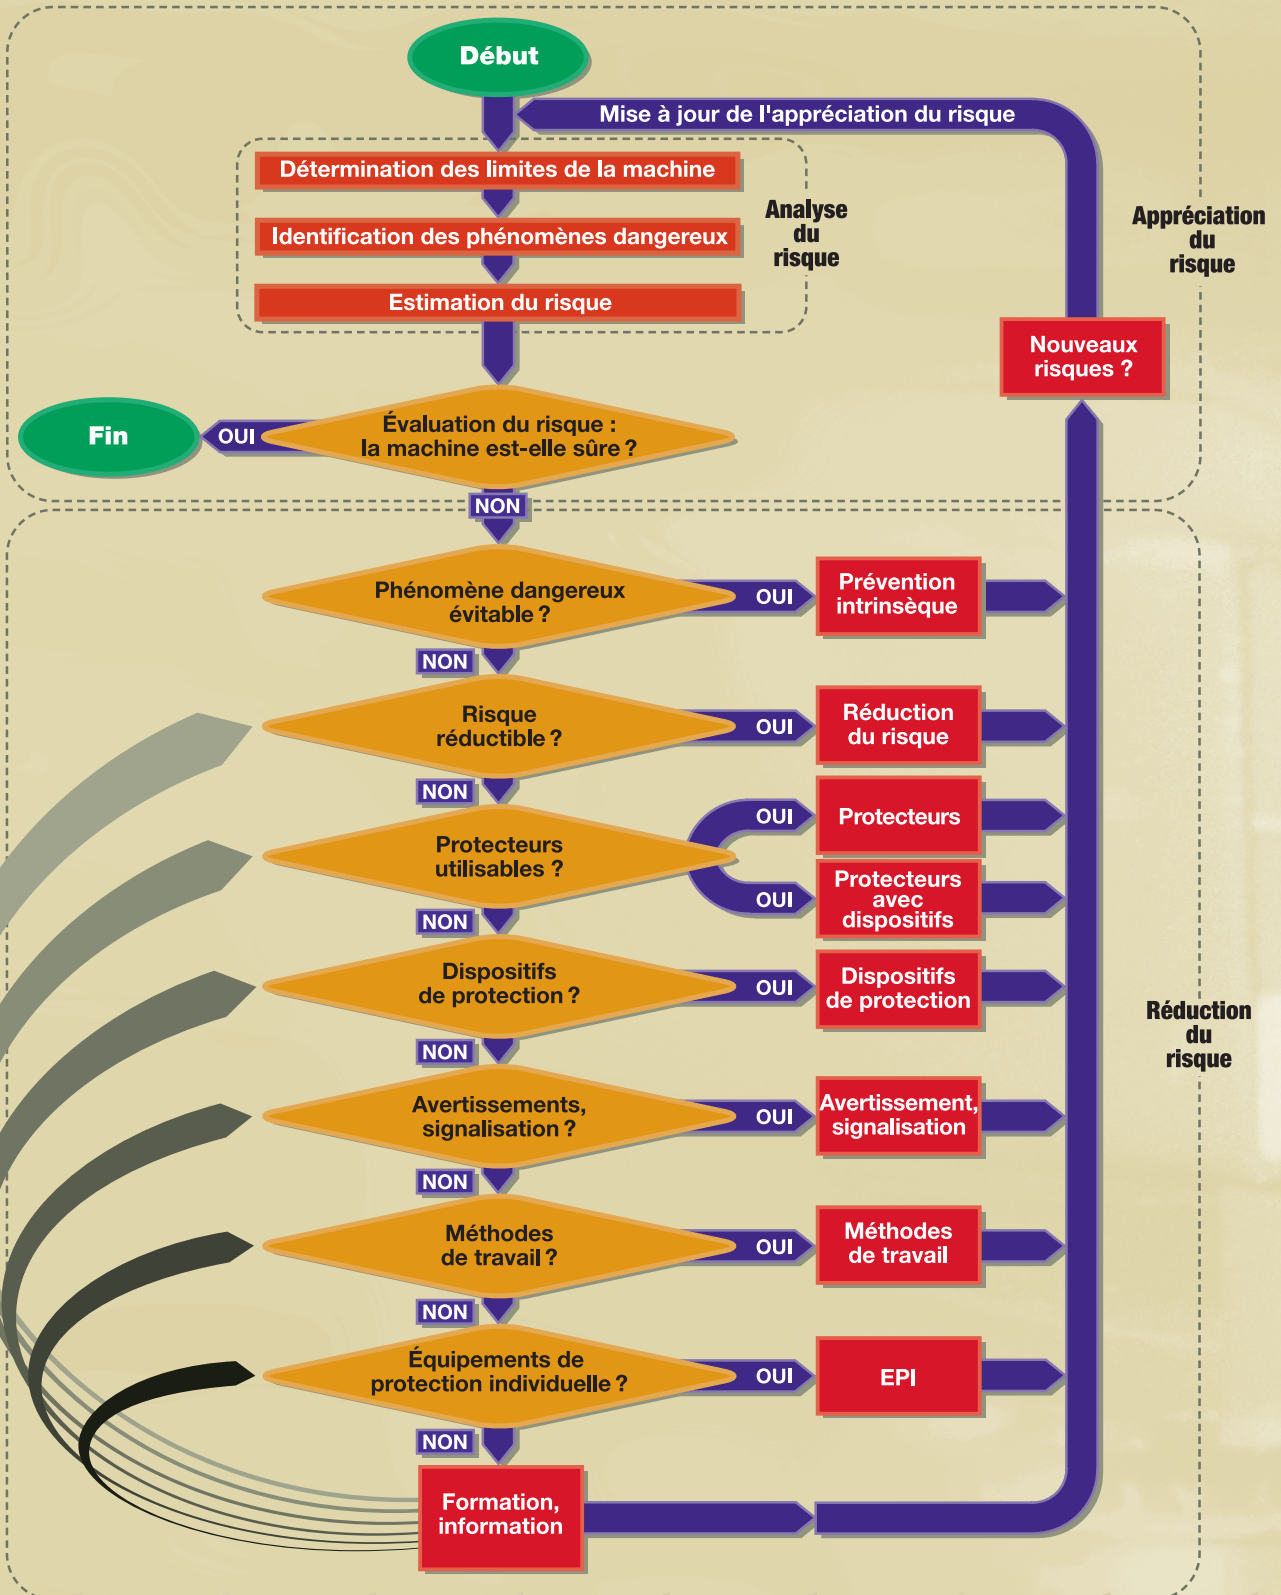 Début
Mise à jour de l'appréciation du risque
Détermination des limites de la machine
Identification des phénomènes dangereux
Estimation du risque
Analyse
du
risque
Appréciation
du
risque
Nouveaux
risques ?
Évaluation du risque :
la machine est-elle sûre ?
OUI
Fin
NON
Phénomène dangereux
évitable ?
OUI
Prévention
intrinsèque
NON
Risque
réductible ?
OUI
Réduction
du risque
NON
Protecteurs
utilisables ?
OUI
Protecteurs
OUI
Protecteurs
avec
dispositifs
NON
Dispositifs
de protection ?
OUI
Dispositifs
de protection
Réduction
du
risque
NON
Avertissements,
signalisation ?
OUI
Avertissement,
signalisation
NON
Méthodes
de travail ?
OUI
Méthodes
de travail
NON
Équipements de
protection individuelle ?
OUI
EPI
NON
Formation,
information